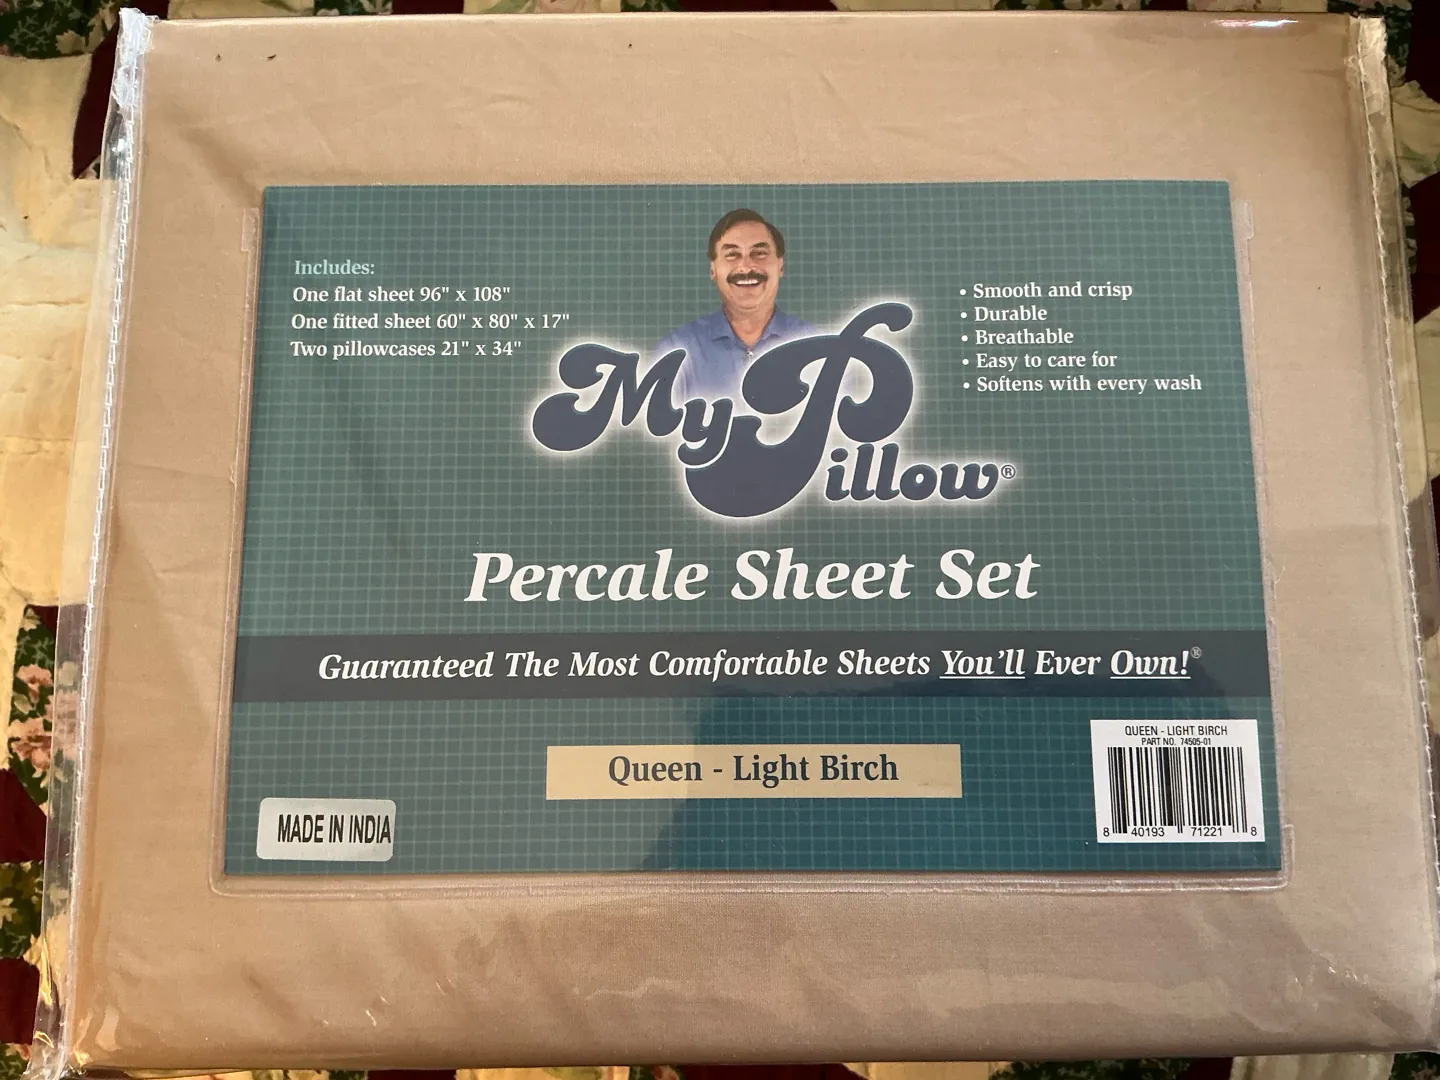 Includes:
One flat sheet 96" x 108"
One fitted sheet 60" x 80" x 17"
Two pillowcases 21" x 34"
• Smooth and crisp
• Durable
• Breathable
• Easy to care for
• Softens with every wash
MyPillow®
Percale Sheet Set
Guaranteed The Most Comfortable Sheets You'll Ever Own!®
Queen - Light Birch
MADE IN INDIA
QUEEN - LIGHT BIRCH
PART NO. 74505-01
8 40193 71221 8